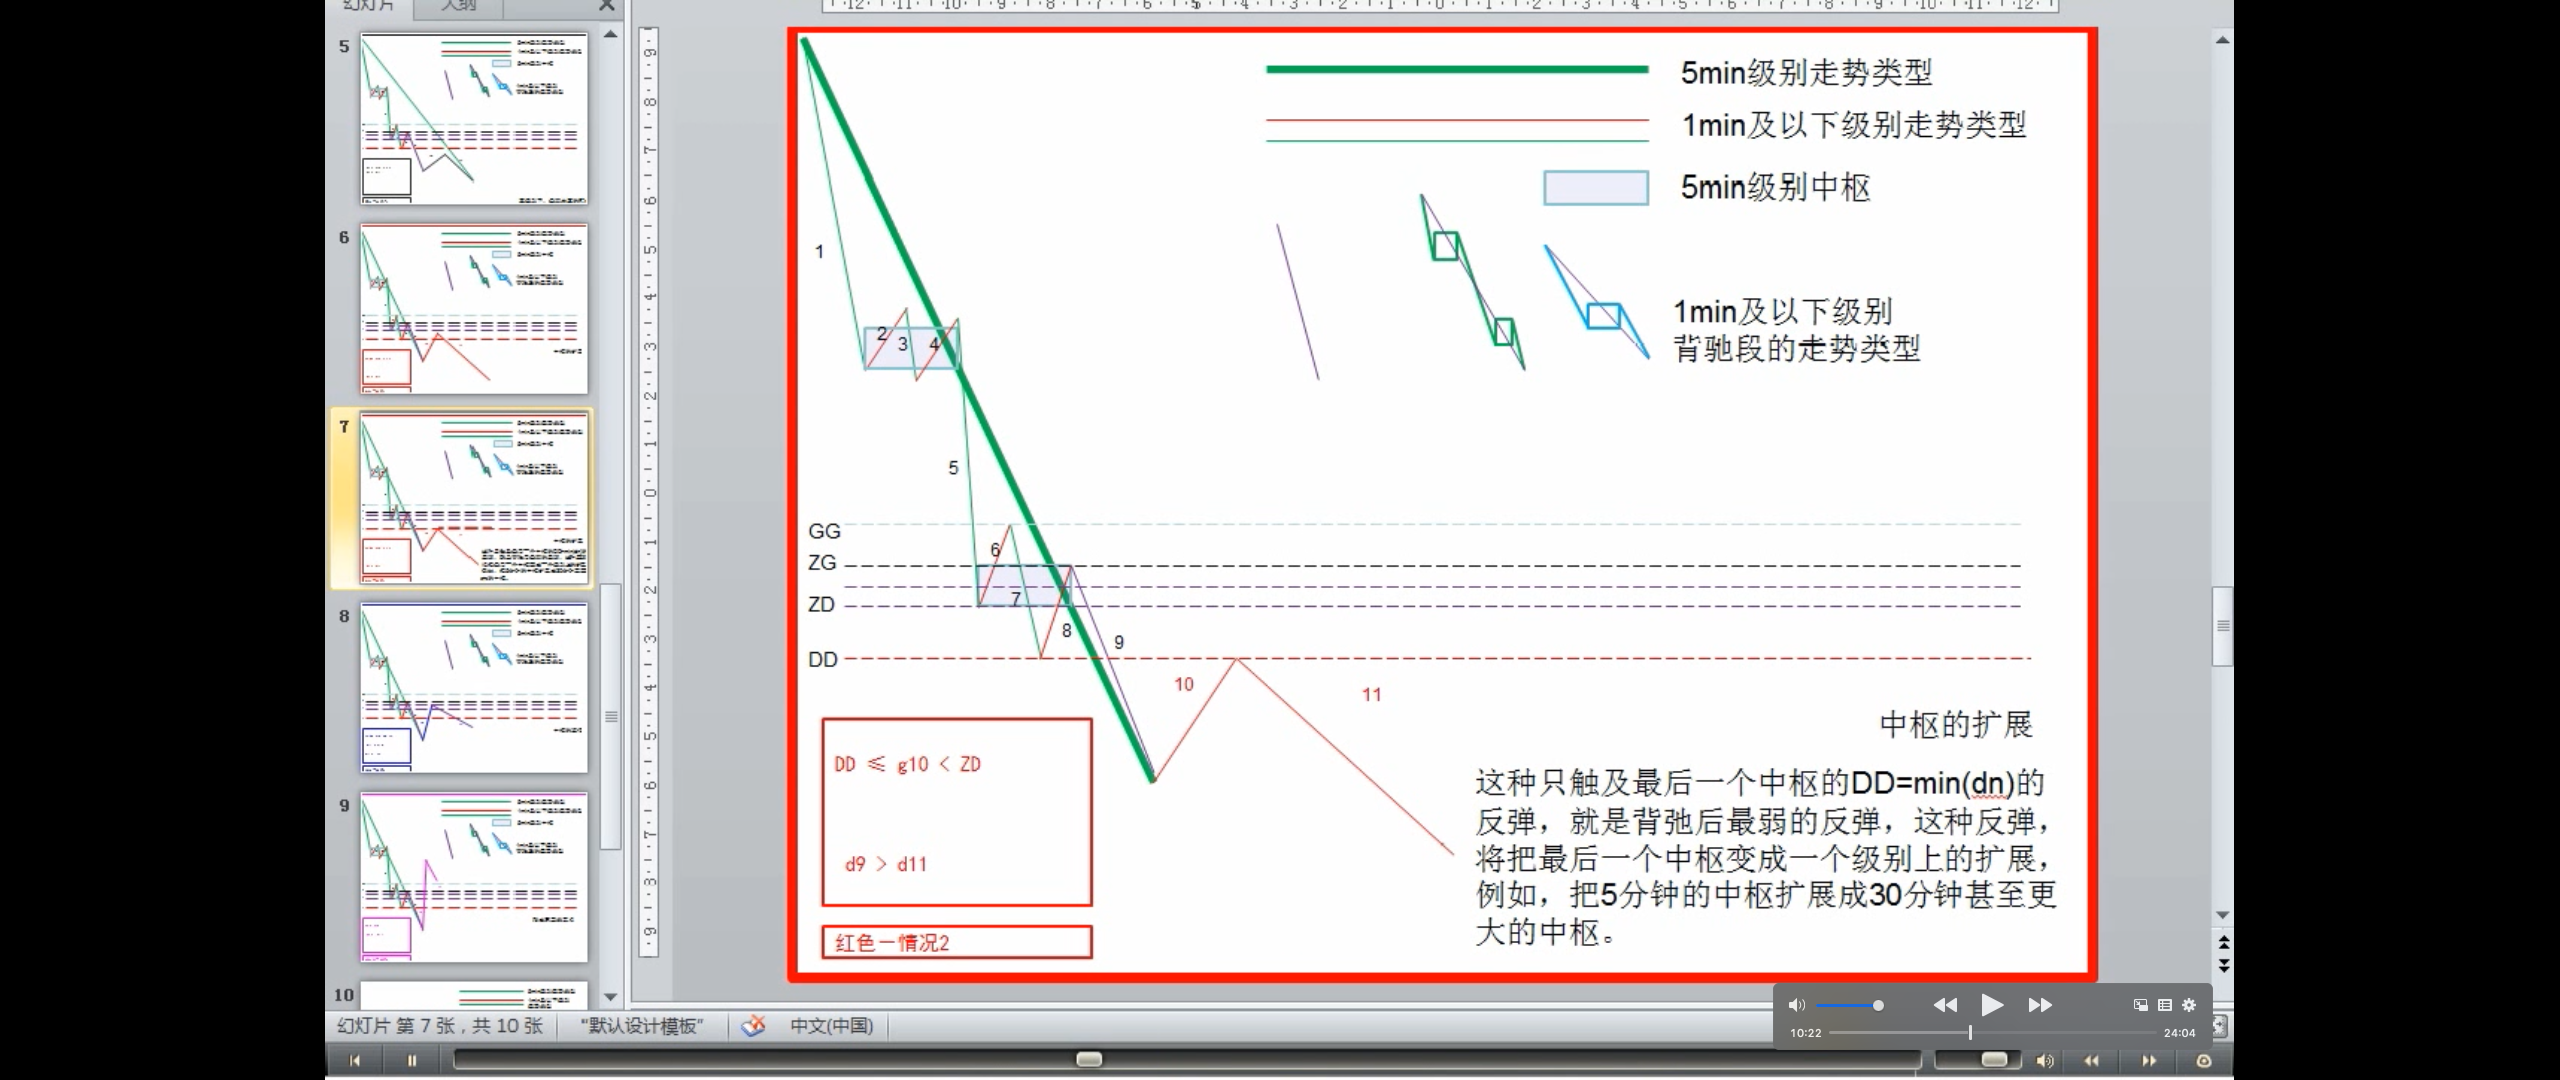 幻灯片
大纲
5
6
7
8
9
10
5min级别走势类型
1min及以下级别走势类型
5min级别中枢
1min及以下级别
背驰段的走势类型
1
2
3
4
5
GG
ZG
ZD
DD
6
7
8
9
10
11
DD ≤ g10 < ZD
d9 > d11
红色－情况2
中枢的扩展
这种只触及最后一个中枢的DD=min(dn)的
反弹，就是背弛后最弱的反弹，这种反弹，
将把最后一个中枢变成一个级别上的扩展，
例如，把5分钟的中枢扩展成30分钟甚至更
大的中枢。
幻灯片 第 7 张，共 10 张
"默认设计模板"
中文(中国)
10:22
24:04